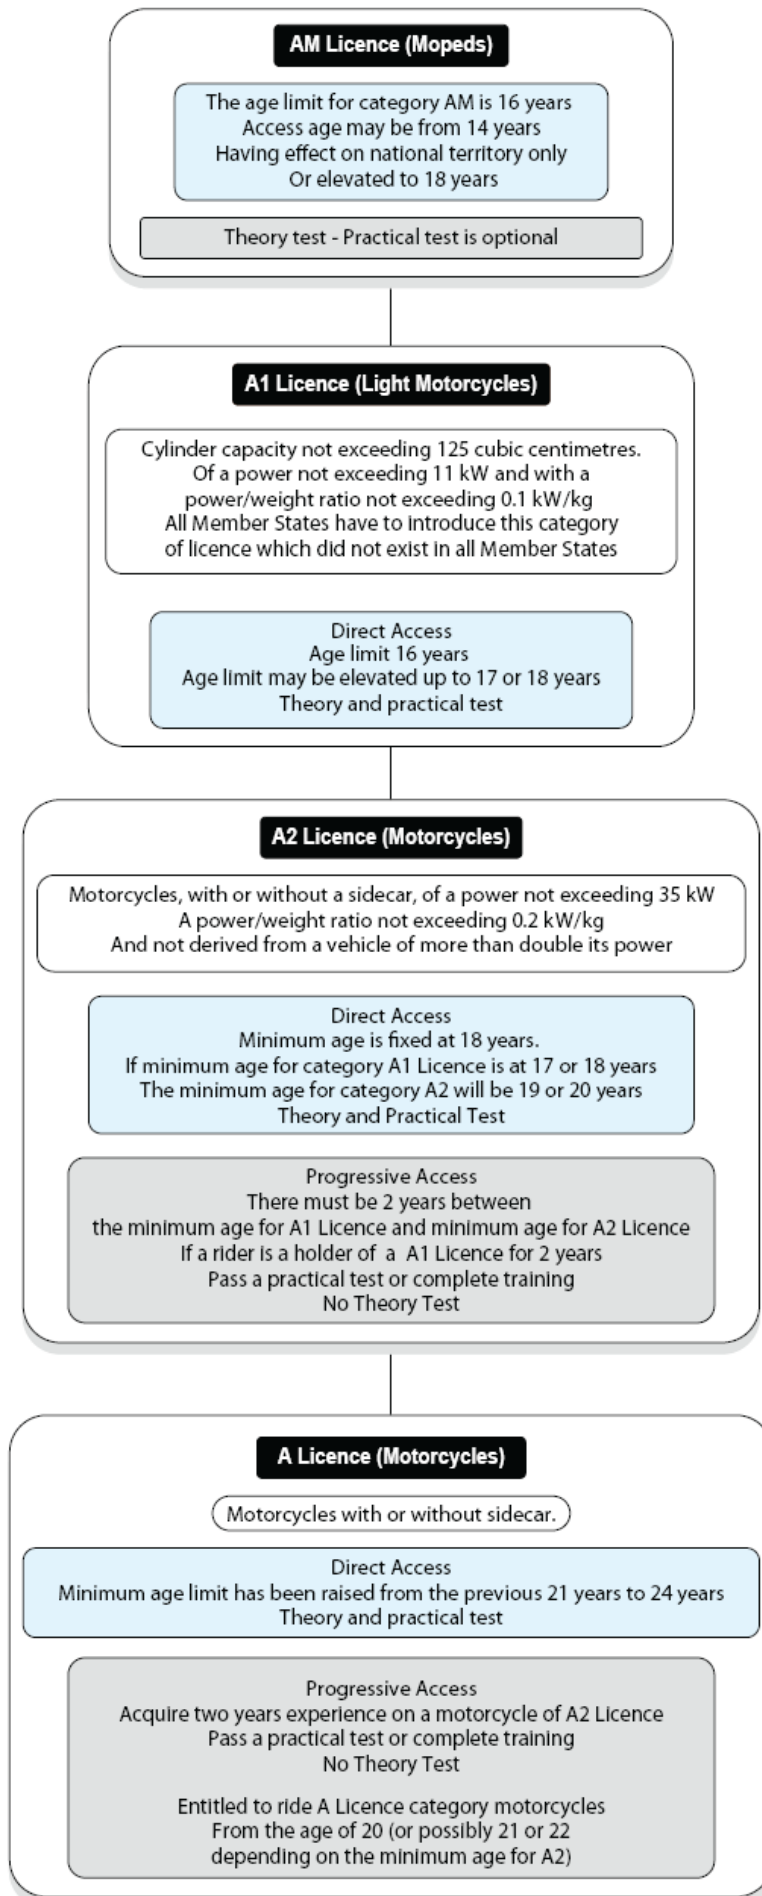 AM Licence (Mopeds)
The age limit for category AM is 16 years
Access age may be from 14 years
Having effect on national territory only
Or elevated to 18 years
Theory test - Practical test is optional
A1 Licence (Light Motorcycles)
Cylinder capacity not exceeding 125 cubic centimetres.
Of a power not exceeding 11 kW and with a
power/weight ratio not exceeding 0.1 kW/kg
All Member States have to introduce this category
of licence which did not exist in all Member States
Direct Access
Age limit 16 years
Age limit may be elevated up to 17 or 18 years
Theory and practical test
A2 Licence (Motorcycles)
Motorcycles, with or without a sidecar, of a power not exceeding 35 kW
A power/weight ratio not exceeding 0.2 kW/kg
And not derived from a vehicle of more than double its power
Direct Access
Minimum age is fixed at 18 years.
If minimum age for category A1 Licence is at 17 or 18 years
The minimum age for category A2 will be 19 or 20 years
Theory and Practical Test
Progressive Access
There must be 2 years between
the minimum age for A1 Licence and minimum age for A2 Licence
If a rider is a holder of a A1 Licence for 2 years
Pass a practical test or complete training
No Theory Test
A Licence (Motorcycles)
Motorcycles with or without sidecar.
Direct Access
Minimum age limit has been raised from the previous 21 years to 24 years
Theory and practical test
Progressive Access
Acquire two years experience on a motorcycle of A2 Licence
Pass a practical test or complete training
No Theory Test
Entitled to ride A Licence category motorcycles
From the age of 20 (or possibly 21 or 22
depending on the minimum age for A2)